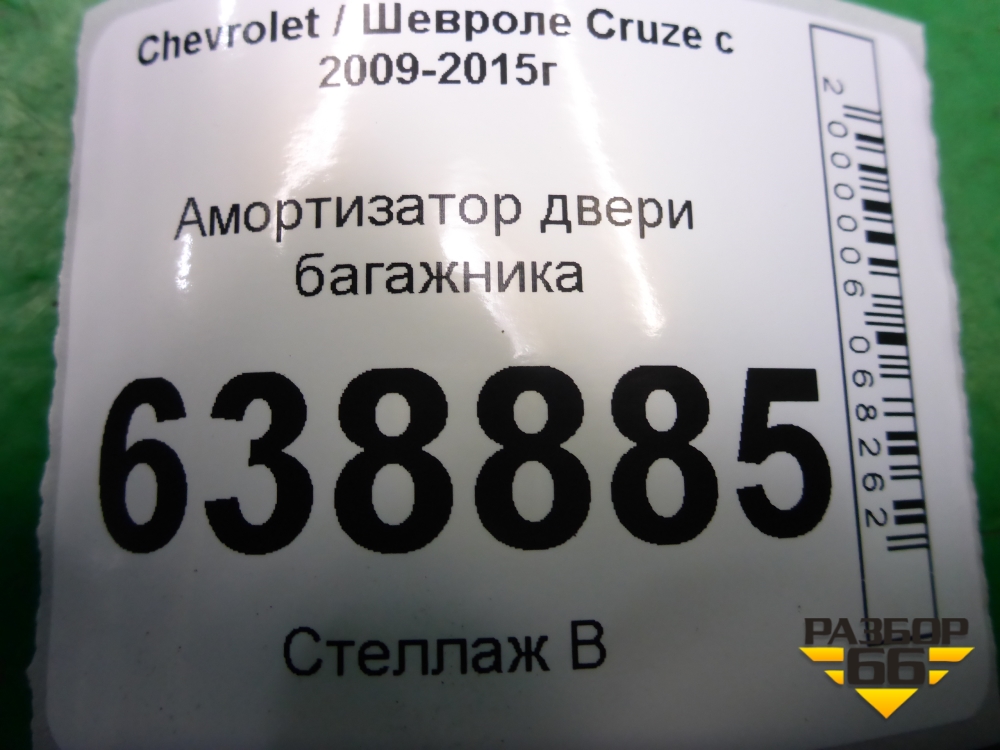 Chevrolet / Шевроле Cruze с
2009-2015г
Амортизатор двери
багажника
638885
Стеллаж В
2000006068262
РАЗБОР
66